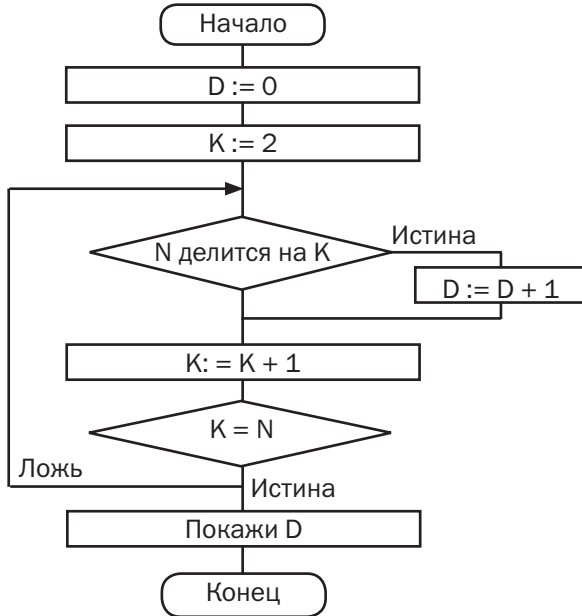 Начало
D := 0
K := 2
N делится на K
Истина
D := D + 1
K: = K + 1
K = N
Ложь
Истина
Покажи D
Конец